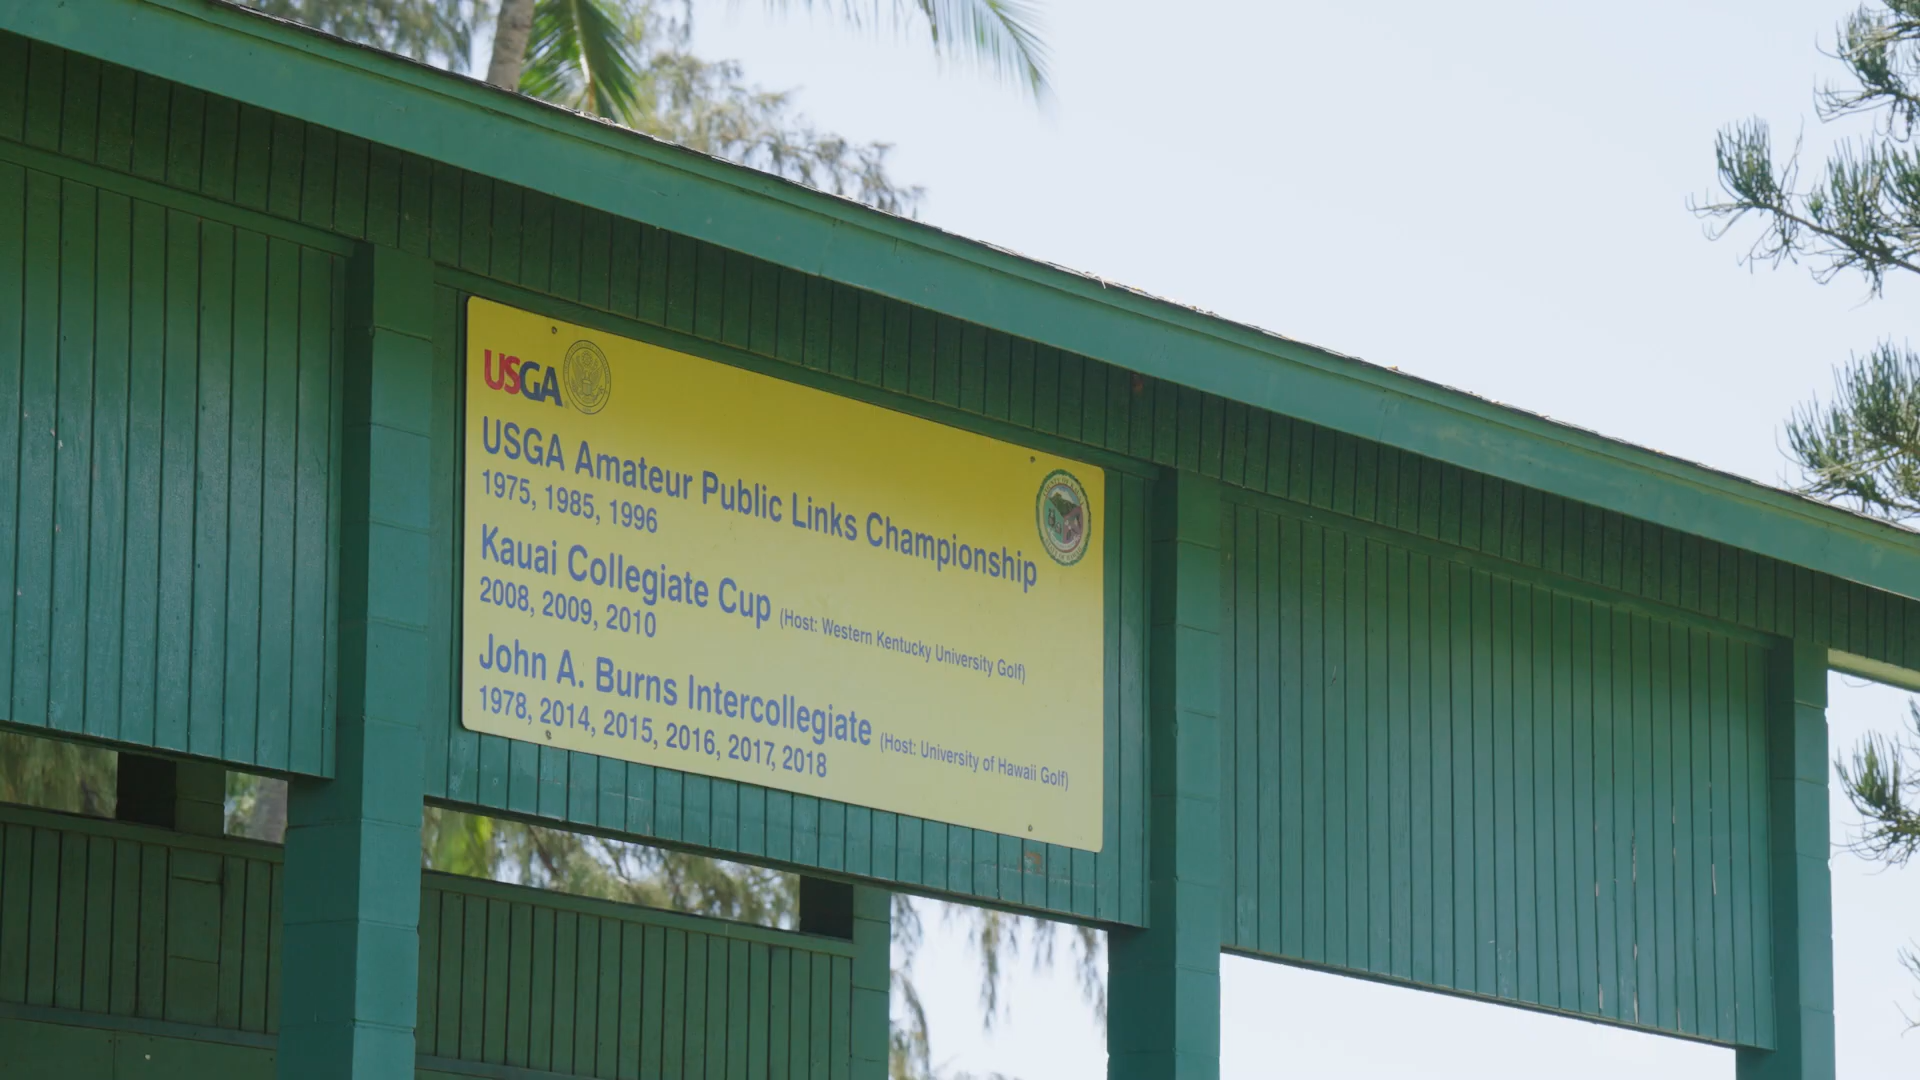 USGA
USGA Amateur Public Links Championship
1975, 1985, 1996
Kauai Collegiate Cup (Host: Western Kentucky University Golf)
2008, 2009, 2010
John A. Burns Intercollegiate (Host: University of Hawaii Golf)
1978, 2014, 2015, 2016, 2017, 2018